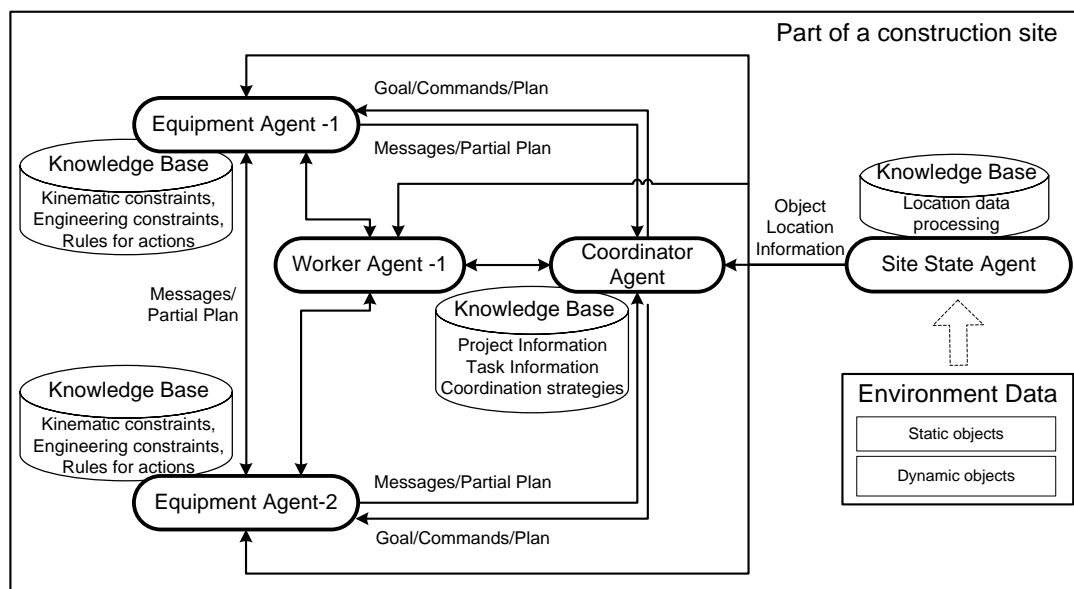 Part of a construction site
Goal/Commands/Plan
Equipment Agent -1
Messages/Partial Plan
Knowledge Base
Kinematic constraints,
Engineering constraints,
Rules for actions
Knowledge Base
Location data
processing
Object
Location
Information
Worker Agent -1
Coordinator
Agent
Site State Agent
Messages/
Partial Plan
Knowledge Base
Project Information
Task Information
Coordination strategies
Knowledge Base
Kinematic constraints,
Engineering constraints,
Rules for actions
Environment Data
Static objects
Dynamic objects
Equipment Agent-2
Messages/Partial Plan
Goal/Commands/Plan